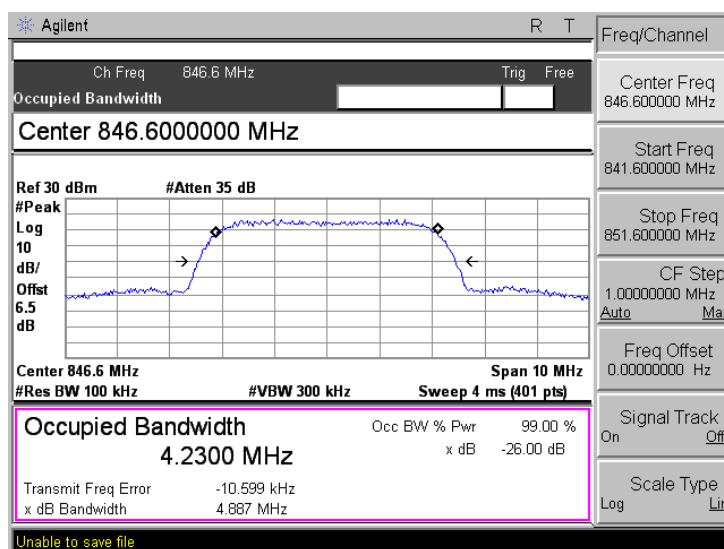 Agilent R T
Freq/Channel
Ch Freq 846.6 MHz Trig Free
Occupied Bandwidth
Center 846.6000000 MHz
Ref 30 dBm #Atten 35 dB
#Peak
Log
10
dB/
Offst
6.5
dB
Center 846.6 MHz Span 10 MHz
#Res BW 100 kHz #VBW 300 kHz Sweep 4 ms (401 pts)
Occupied Bandwidth Occ BW % Pwr 99.00 %
4.2300 MHz x dB -26.00 dB
Transmit Freq Error -10.599 kHz
x dB Bandwidth 4.887 MHz
Unable to save file
Center Freq
846.600000 MHz
Start Freq
841.600000 MHz
Stop Freq
851.600000 MHz
CF Step
1.00000000 MHz
Auto Ma
Freq Offset
0.00000000 Hz
Signal Track
On Off
Scale Type
Log Lin